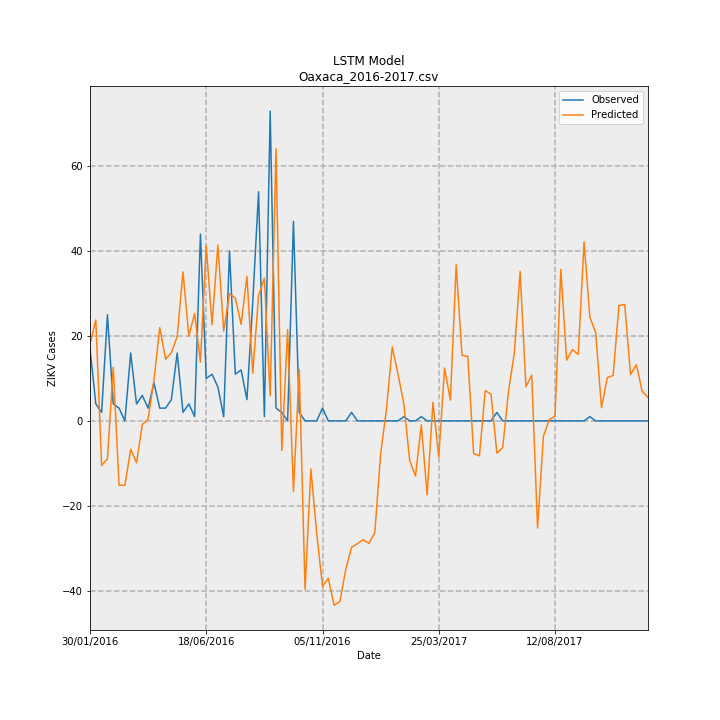 LSTM Model
Oaxaca_2016-2017.csv
Observed
Predicted
60
40
20
0
−20
−40
ZIKV Cases
30/01/2016
18/06/2016
05/11/2016
25/03/2017
12/08/2017
Date